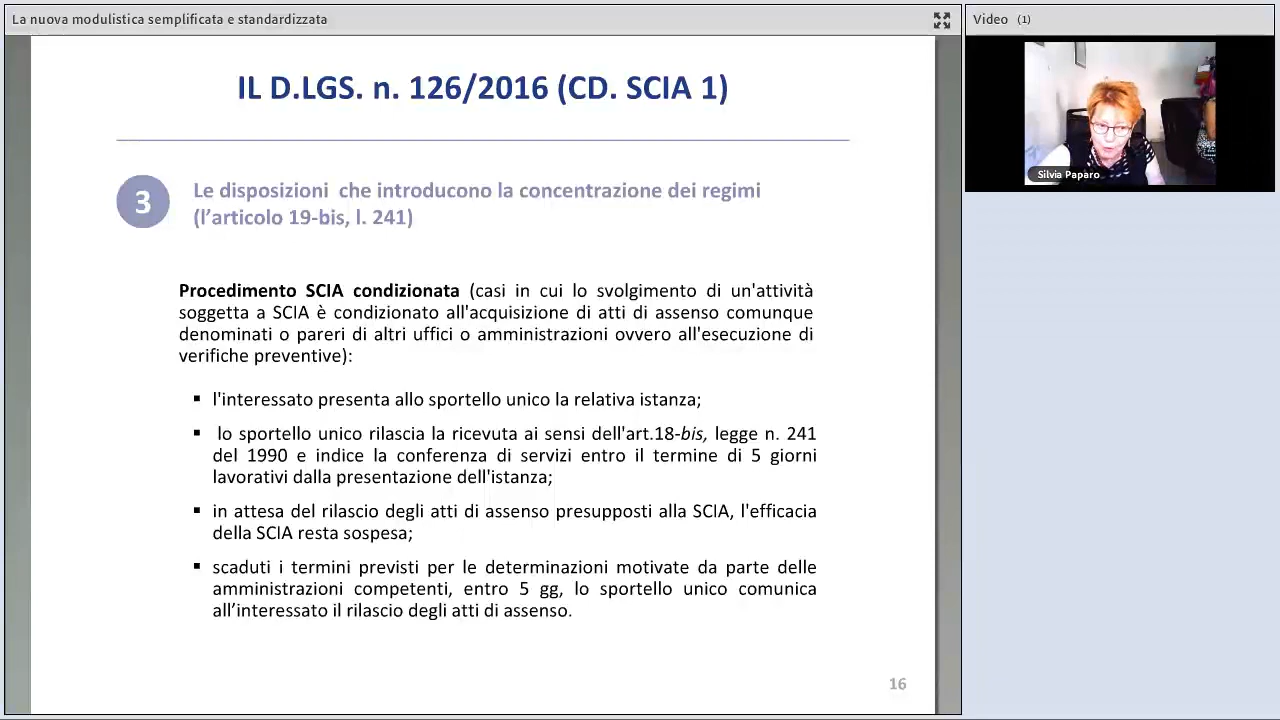 La nuova modulistica semplificata e standardizzata
Video (1)
Silvia Paparo
IL D.LGS. n. 126/2016 (CD. SCIA 1)
3
Le disposizioni che introducono la concentrazione dei regimi
(l’articolo 19-bis, l. 241)
Procedimento SCIA condizionata (casi in cui lo svolgimento di un'attività
soggetta a SCIA è condizionato all'acquisizione di atti di assenso comunque
denominati o pareri di altri uffici o amministrazioni ovvero all'esecuzione di
verifiche preventive):
▪ l'interessato presenta allo sportello unico la relativa istanza;
▪ lo sportello unico rilascia la ricevuta ai sensi dell'art.18-bis, legge n. 241
del 1990 e indice la conferenza di servizi entro il termine di 5 giorni
lavorativi dalla presentazione dell'istanza;
▪ in attesa del rilascio degli atti di assenso presupposti alla SCIA, l'efficacia
della SCIA resta sospesa;
▪ scaduti i termini previsti per le determinazioni motivate da parte delle
amministrazioni competenti, entro 5 gg, lo sportello unico comunica
all’interessato il rilascio degli atti di assenso.
16